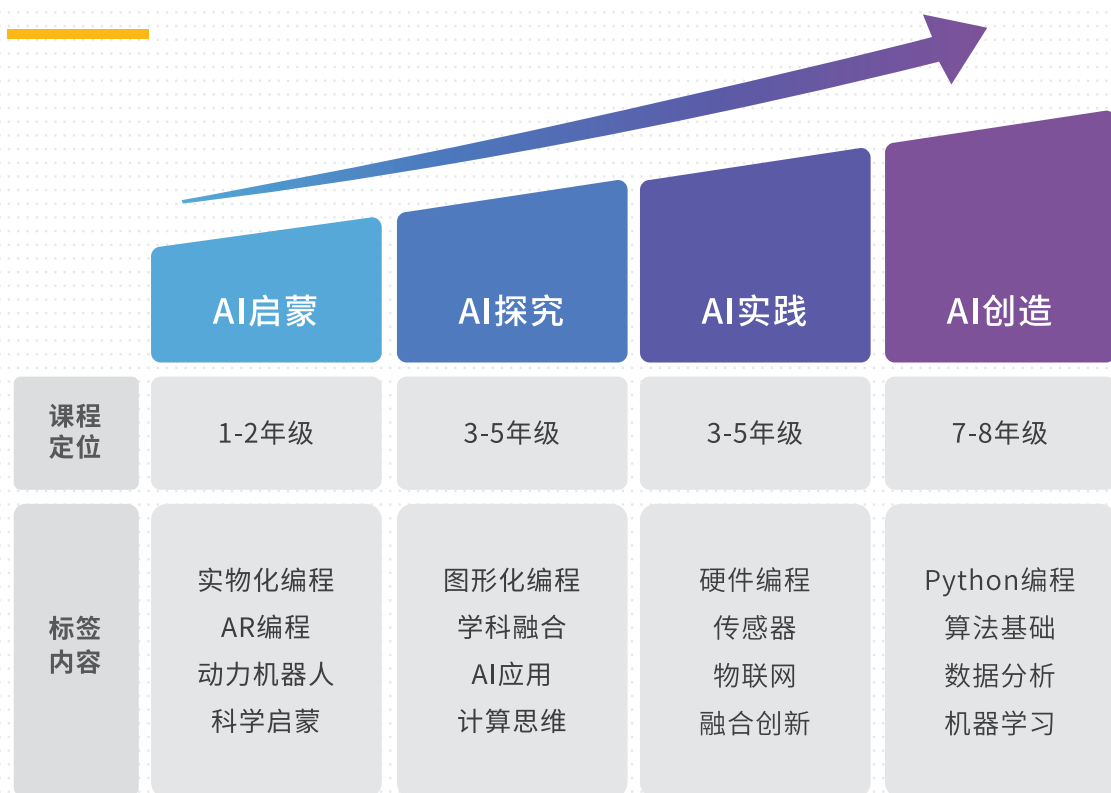 AI启蒙
AI探究
AI实践
AI创造
课程
定位
1-2年级
3-5年级
3-5年级
7-8年级
标签
内容
实物化编程
AR编程
动力机器人
科学启蒙
图形化编程
学科融合
AI应用
计算思维
硬件编程
传感器
物联网
融合创新
Python编程
算法基础
数据分析
机器学习